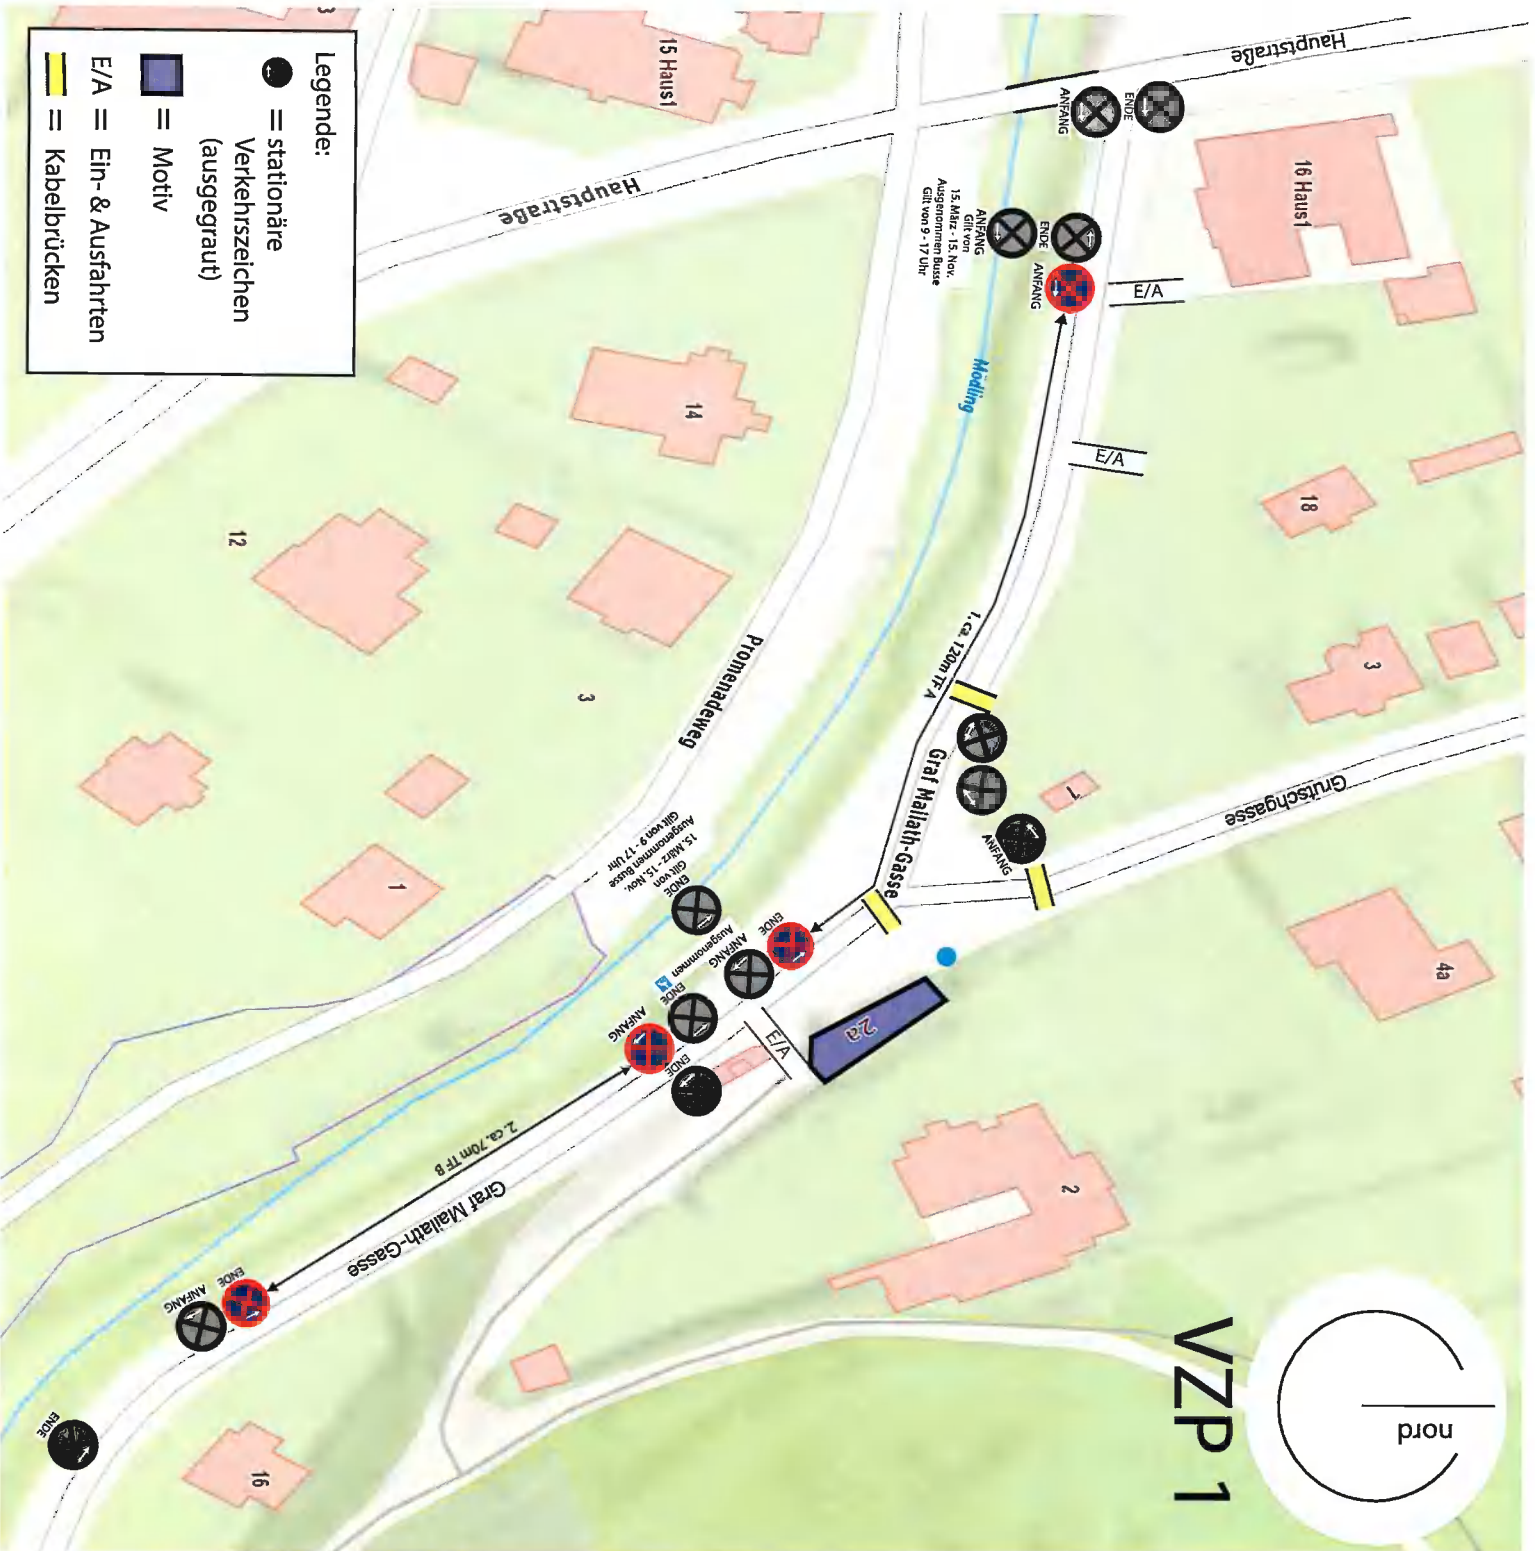 Legende:
= stationäre
Verkehrszeichen
(ausgegraut)
= Motiv
E/A = Ein- & Ausfahrten
= Kabelbrücken
VZP 1
nord
Hauptstraße
Hauptstraße
15 Haus1
16 Haus1
3
ENDE
ANFANG
ANFANG
Gilt von
15. März - 15. Nov.
Ausgenommen Busse
Gilt von 9 - 17 Uhr
ENDE
ANFANG
E/A
E/A
Mödling
14
12
18
3
3
1
1
4a
2
2a
16
Promenadeweg
1. ca. 120m TF A
Graf Mailath-Gasse
Grutschgasse
ANFANG
ENDE
Gilt von
15. März - 15. Nov.
Ausgenommen Busse
Gilt von 9 - 17 Uhr
ENDE
ANFANG
Ausgenommen
ENDE
ANFANG
ENDE
E/A
2. ca. 70m TF B
Graf Mailath-Gasse
ENDE
ANFANG
ENDE